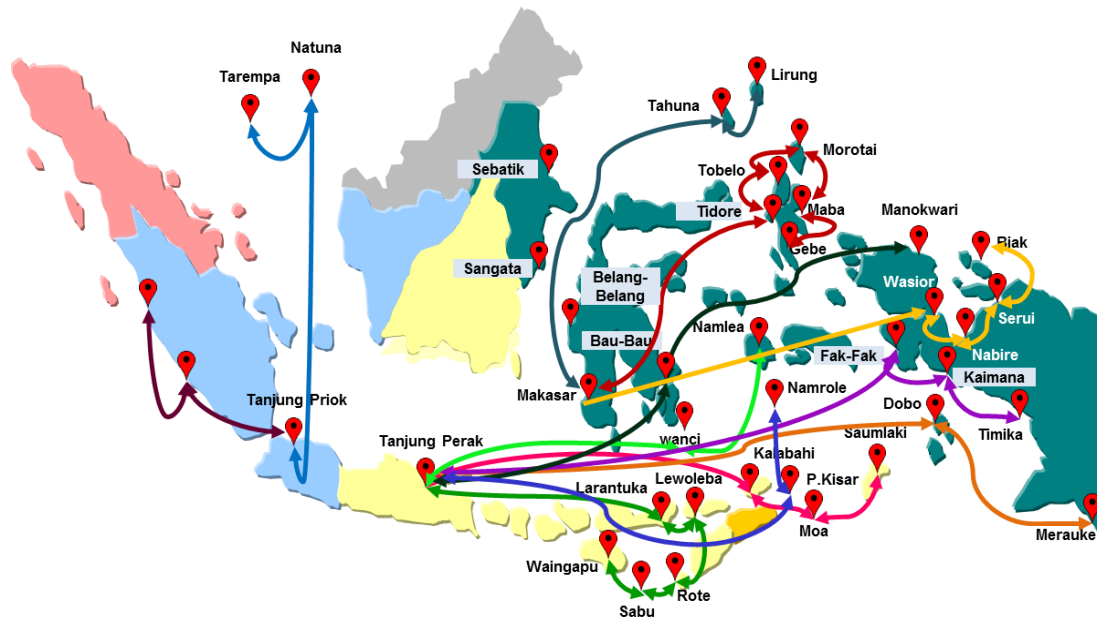 Natuna
Tarempa
Lirung
Tahuna
Morotai
Sebatik
Tobelo
Tidore
Maba
Manokwari
Biak
Gebe
Sangata
Belang-
Belang
Wasior
Serui
Namlea
Bau-Bau
Fak-Fak
Nabire
Kaimana
Makasar
Namrole
Tanjung Priok
Dobo
Timika
wanci
Saumlaki
Tanjung Perak
Kalabahi
Larantuka
Lewoleba
P.Kisar
Moa
Merauke
Waingapu
Rote
Sabu